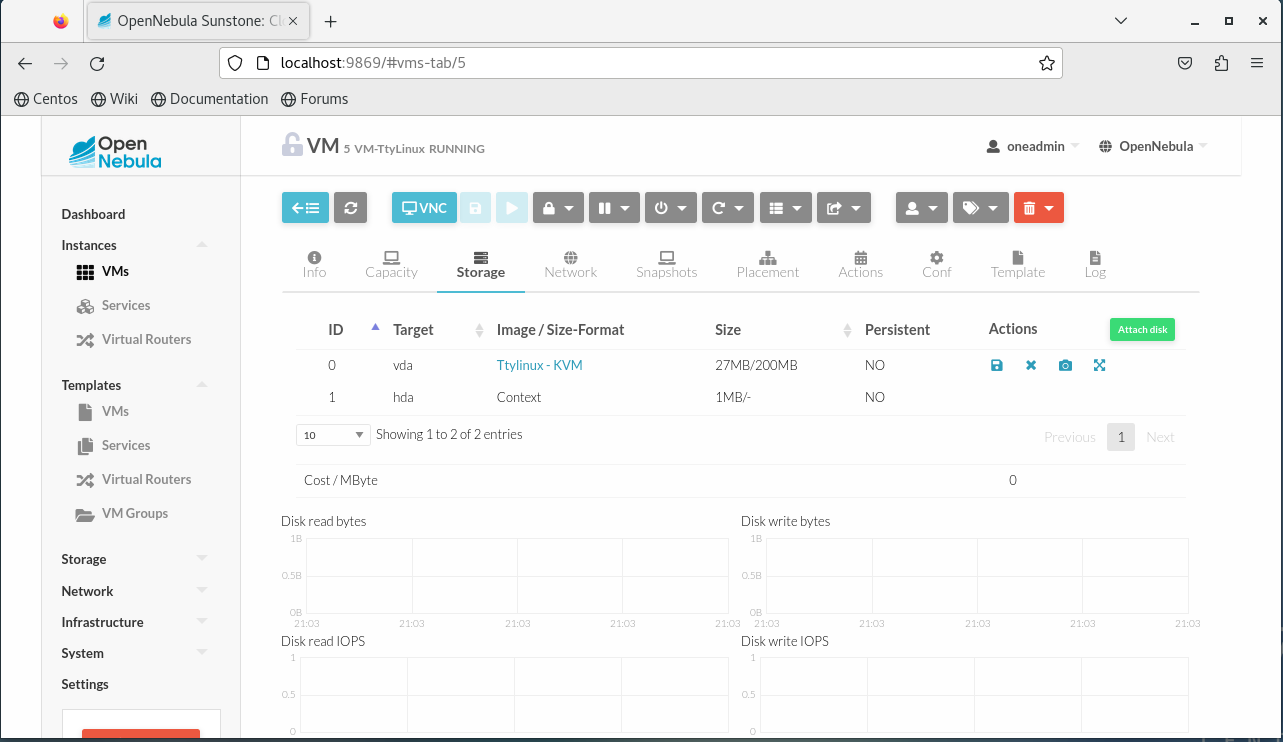 OpenNebula Sunstone: Cl
localhost:9869/#vms-tab/5
Centos Wiki Documentation Forums
Open
Nebula
VM 5 VM-TtyLinux RUNNING
oneadmin OpenNebula
VNC
Dashboard
Instances
VMs
Services
Virtual Routers
Templates
VMs
Services
Virtual Routers
VM Groups
Storage
Network
Infrastructure
System
Settings
Info Capacity Storage Network Snapshots Placement Actions Conf Template Log
ID Target Image / Size-Format Size Persistent Actions Attach disk
0 vda Ttylinux - KVM 27MB/200MB NO
1 hda Context 1MB/- NO
10 Showing 1 to 2 of 2 entries Previous 1 Next
Cost / MByte 0
Disk read bytes
1B
0.5B
0B
21:03 21:03 21:03 21:03 21:03
Disk write bytes
1B
0.5B
0B
21:03 21:03 21:03 21:03 21:03
Disk read IOPS
1
0.5
0
Disk write IOPS
1
0.5
0